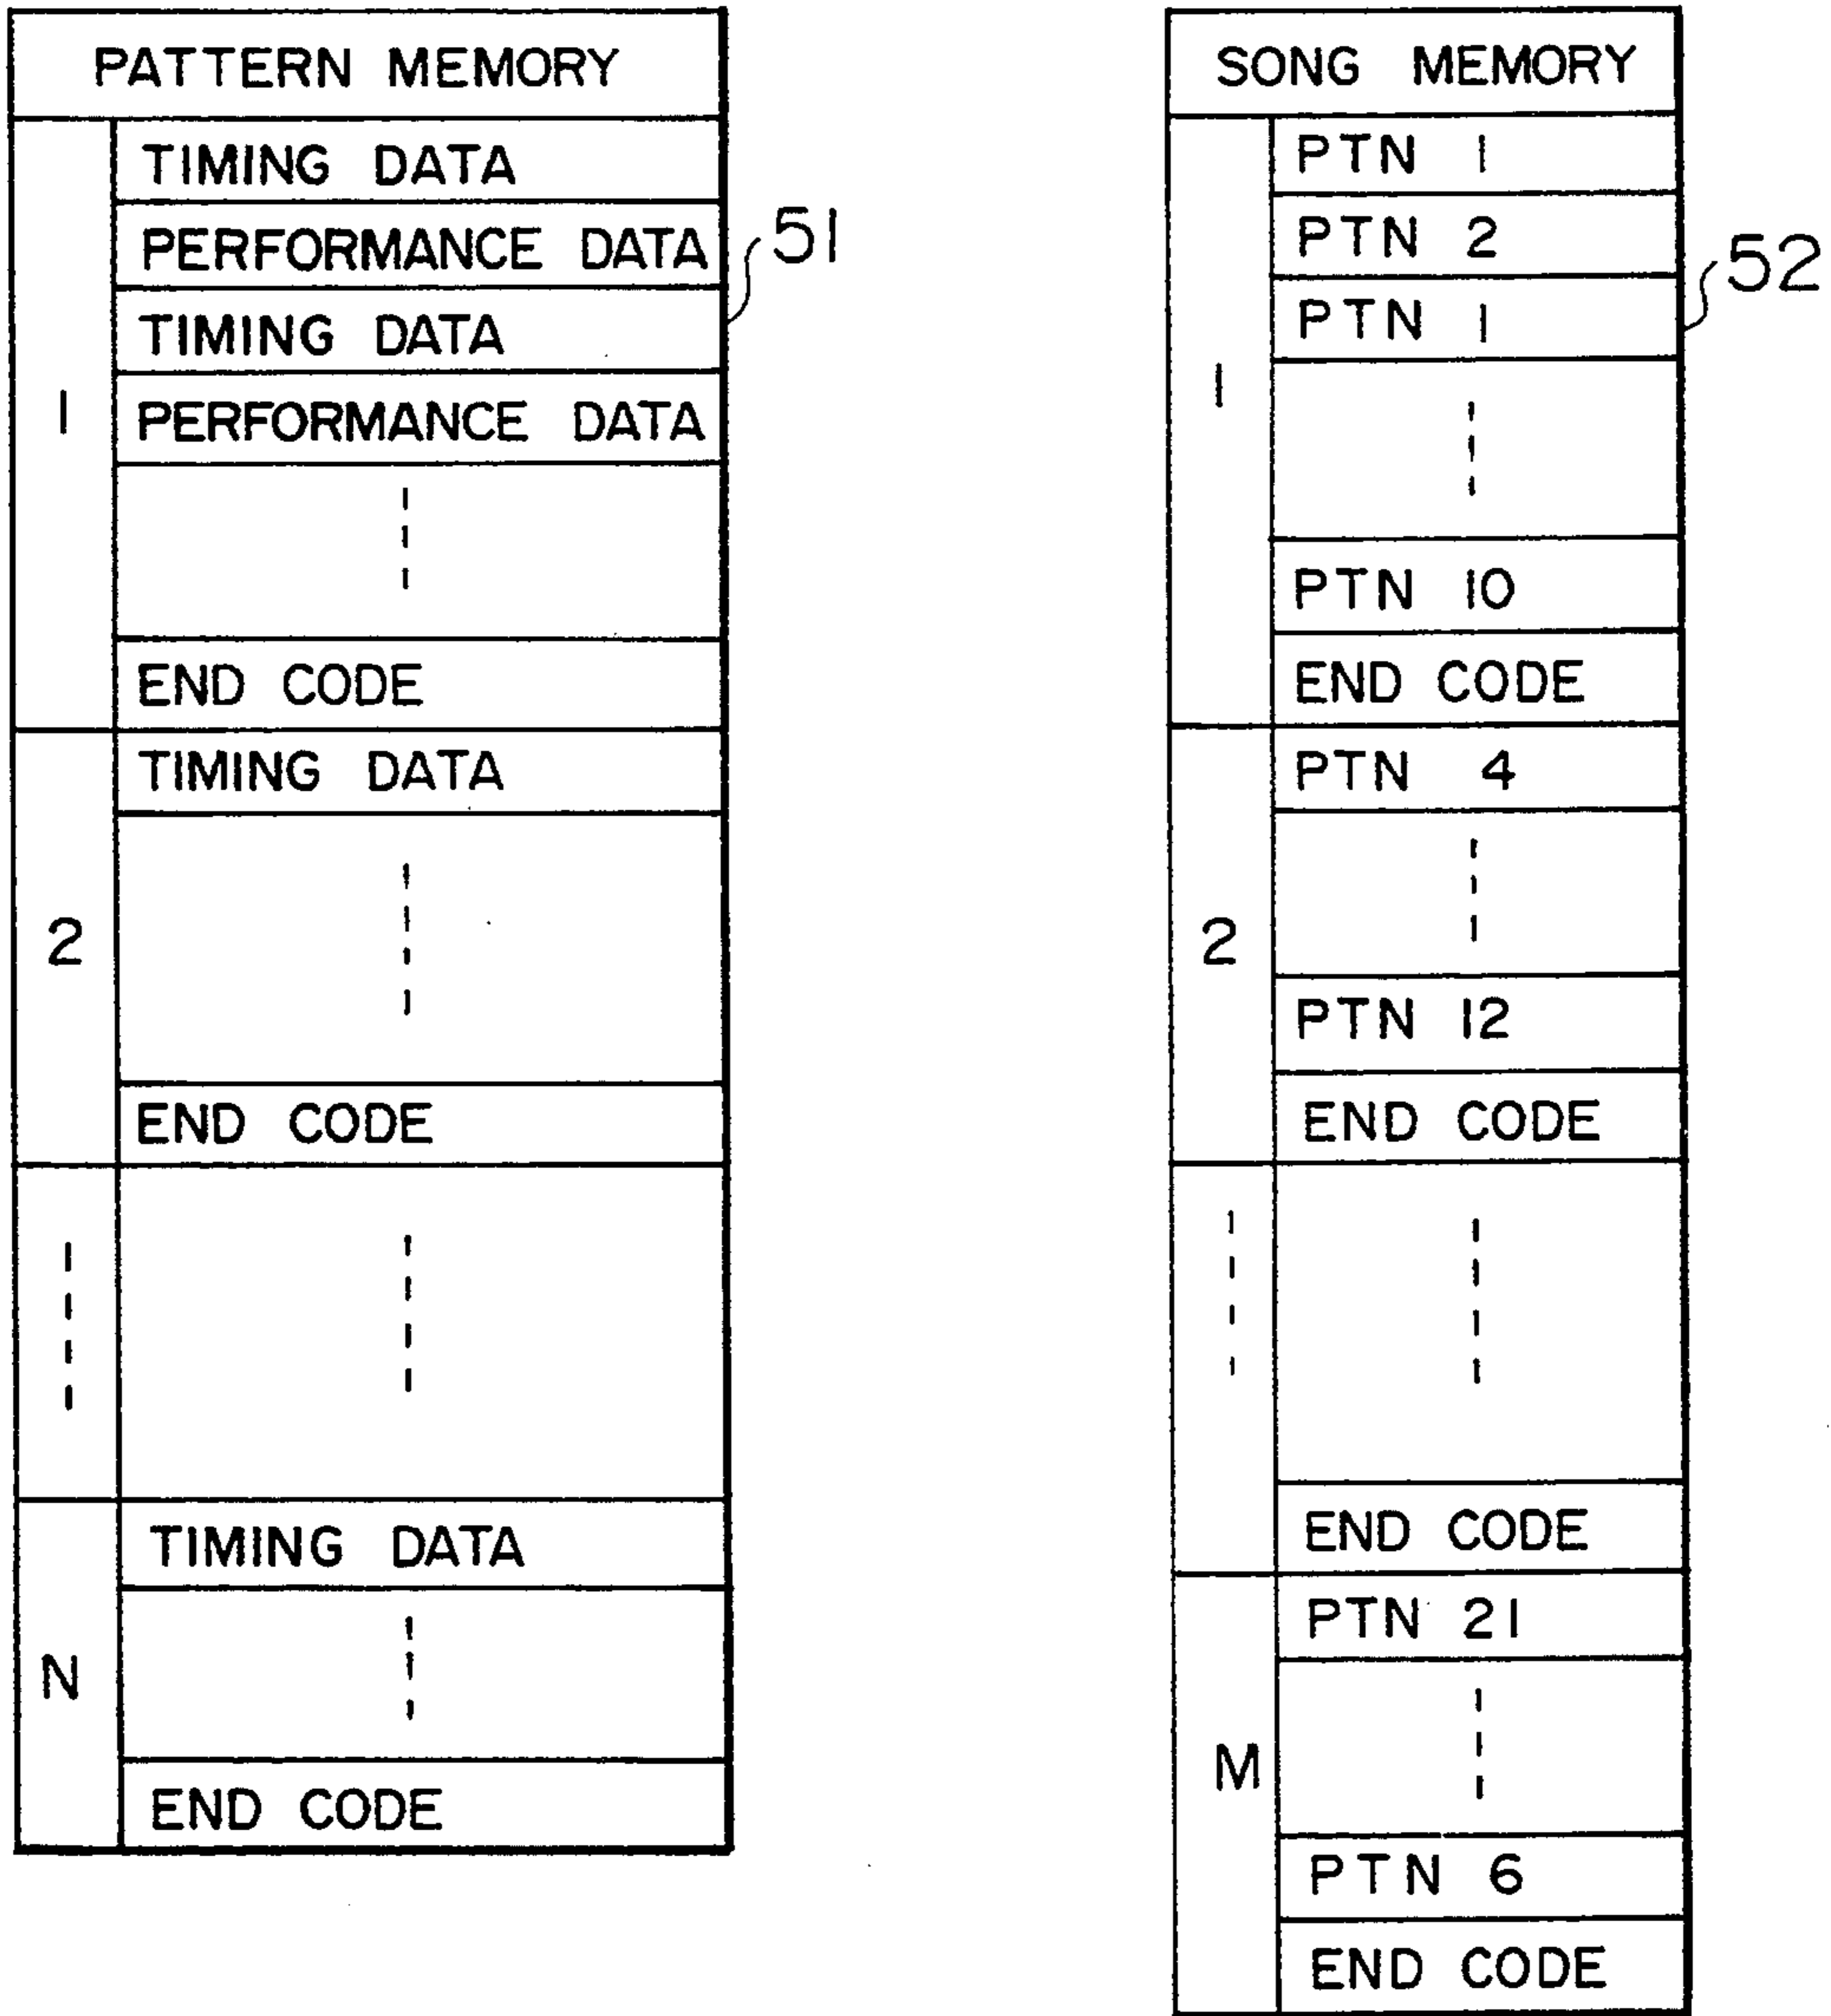 PATTERN MEMORY
1
TIMING DATA
PERFORMANCE DATA
51
TIMING DATA
PERFORMANCE DATA
END CODE
2
TIMING DATA
END CODE
N
TIMING DATA
END CODE
SONG MEMORY
1
PTN 1
PTN 2
52
PTN 1
PTN 10
END CODE
2
PTN 4
PTN 12
END CODE
END CODE
M
PTN 21
PTN 6
END CODE